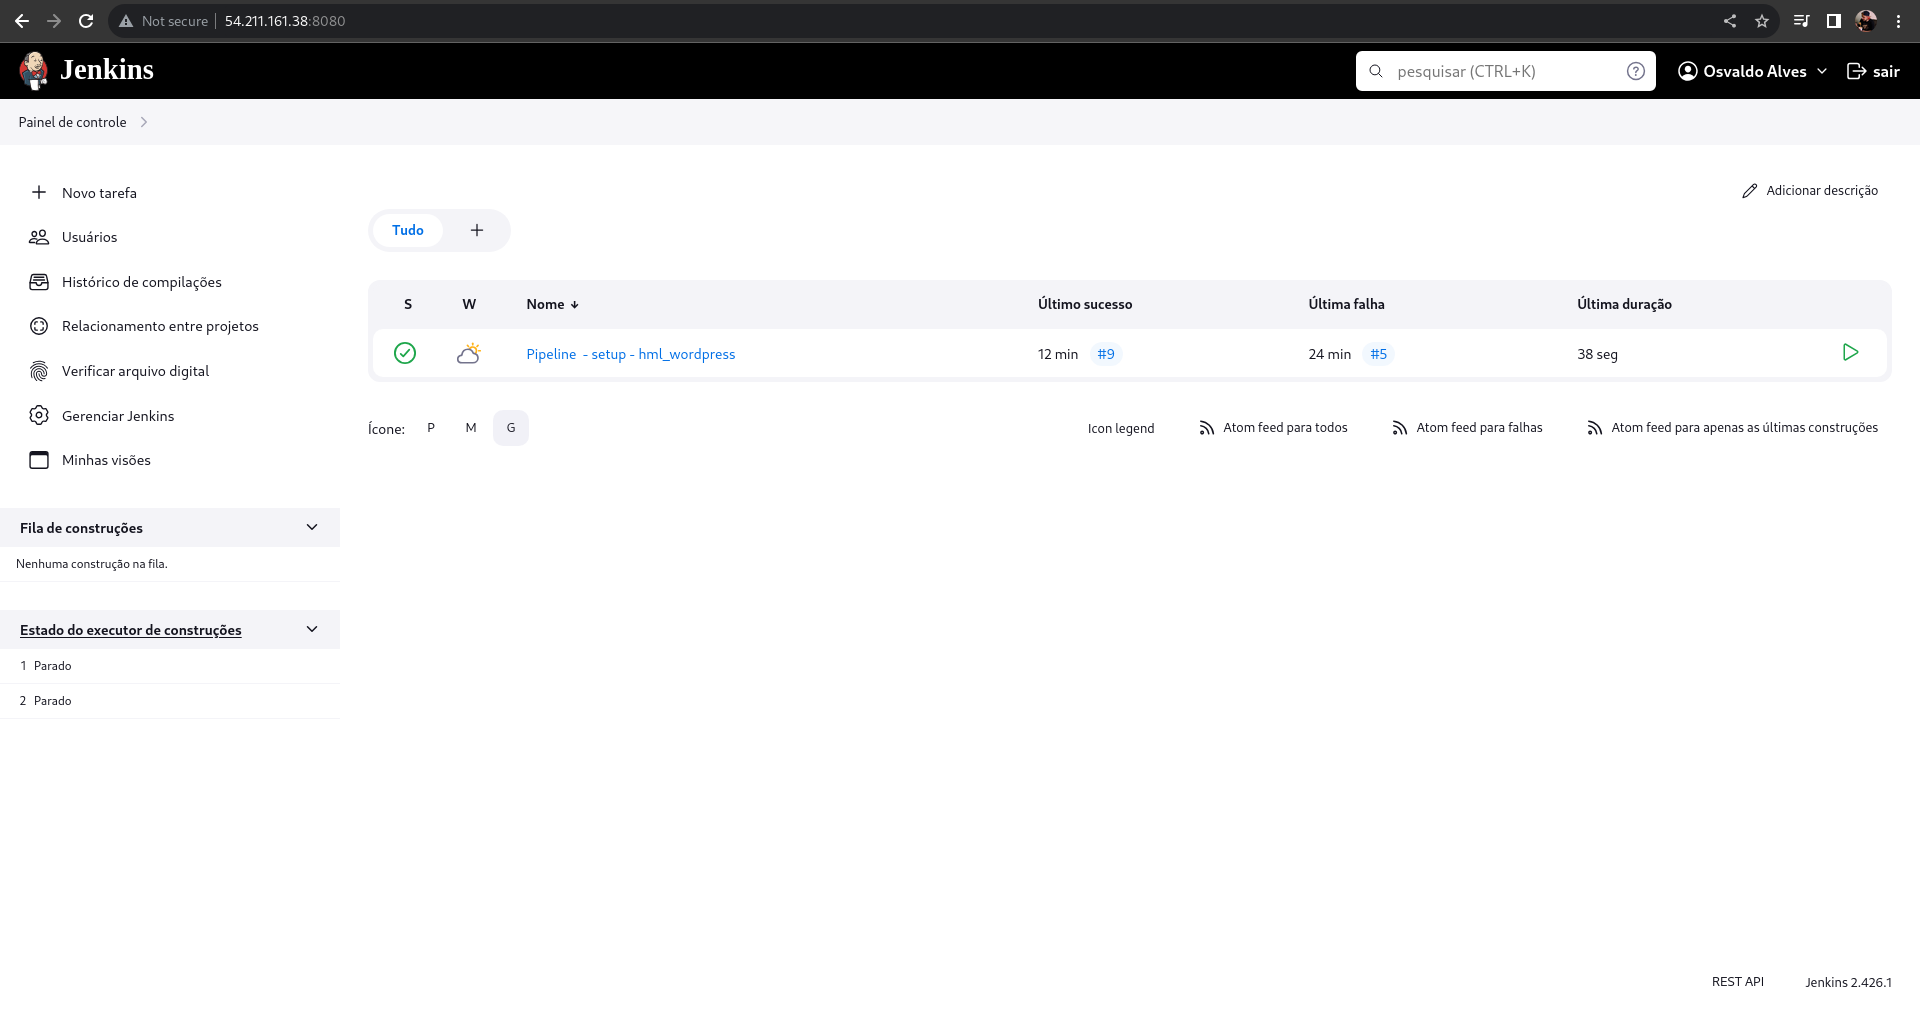 Not secure 54.211.161.38:8080
Jenkins pesquisar (CTRL+K) Osvaldo Alves sair
Painel de controle
Novo tarefa
Usuários
Histórico de compilações
Relacionamento entre projetos
Verificar arquivo digital
Gerenciar Jenkins
Minhas visões
Fila de construções
Nenhuma construção na fila.
Estado do executor de construções
1 Parado
2 Parado
Adicionar descrição
Tudo
S W Nome ↓ Último sucesso Última falha Última duração
Pipeline - setup - hml_wordpress 12 min #9 24 min #5 38 seg
Ícone: P M G Icon legend Atom feed para todos Atom feed para falhas Atom feed para apenas as últimas construções
REST API Jenkins 2.426.1